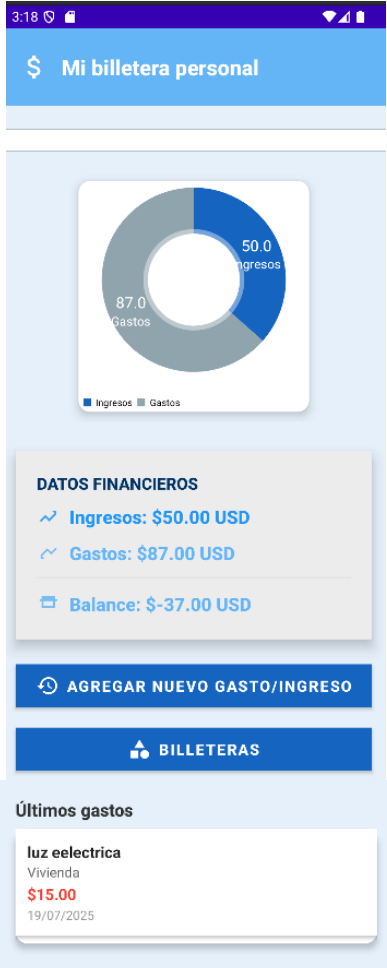 3:18
$ Mi billetera personal
50.0
Ingresos
87.0
Gastos
Ingresos Gastos
DATOS FINANCIEROS
Ingresos: $50.00 USD
Gastos: $87.00 USD
Balance: $-37.00 USD
AGREGAR NUEVO GASTO/INGRESO
BILLETERAS
Últimos gastos
luz eelectrica
Vivienda
$15.00
19/07/2025